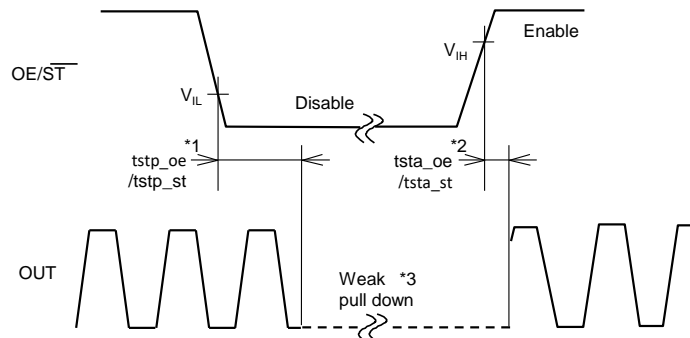 Enable
OE/ST
VIH
VIL
Disable
*1
tstp_oe
/tstp_st
*2
tsta_oe
/tsta_st
OUT
Weak *3
pull down